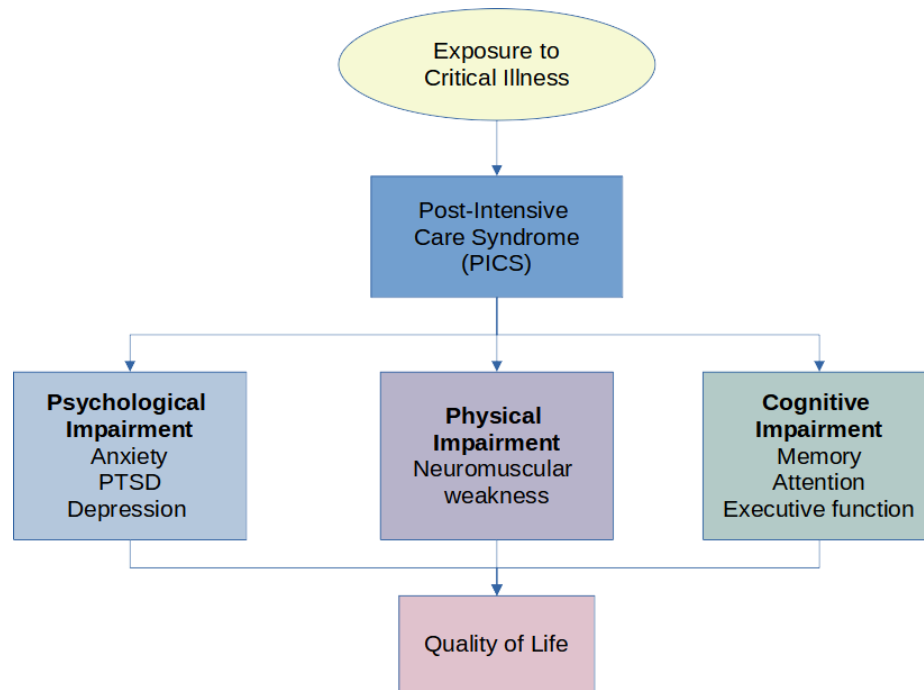 Exposure to
Critical Illness
Post-Intensive
Care Syndrome
(PICS)
Psychological
Impairment
Anxiety
PTSD
Depression
Physical
Impairment
Neuromuscular
weakness
Cognitive
Impairment
Memory
Attention
Executive function
Quality of Life